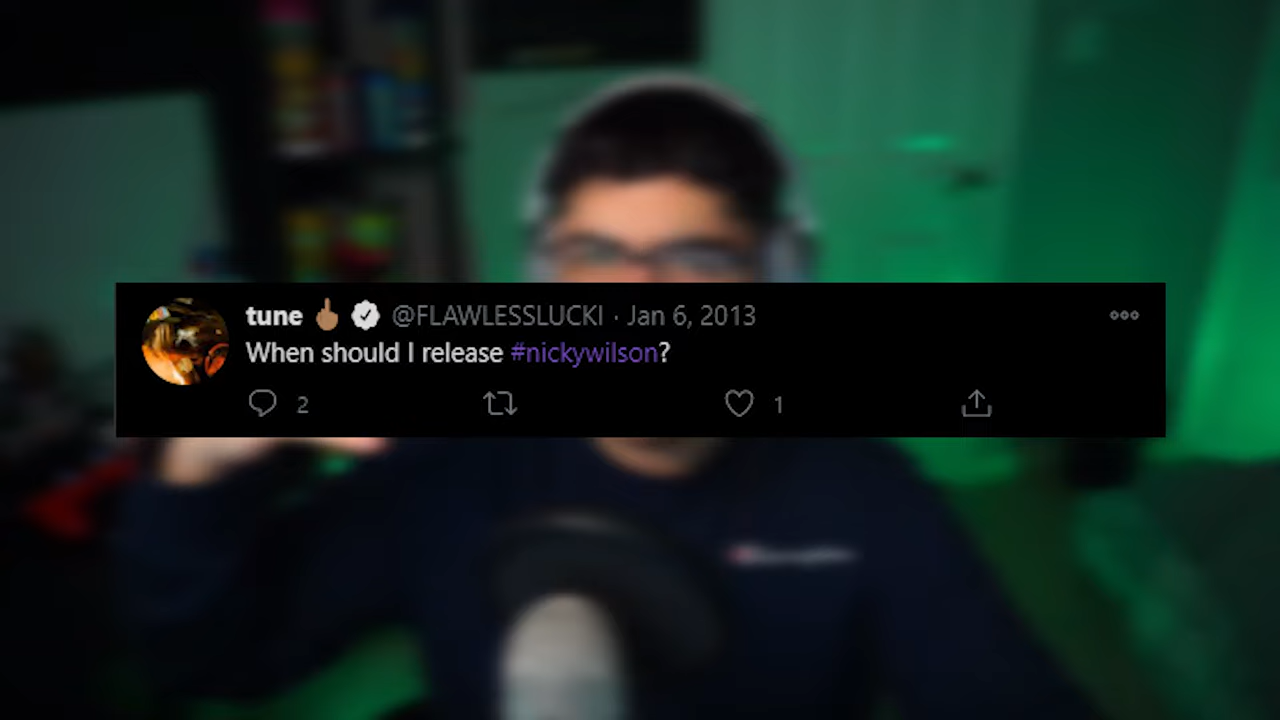 tune 🖕🏽 @FLAWLESSLUCKI · Jan 6, 2013
When should I release #nickywilson?
2 1